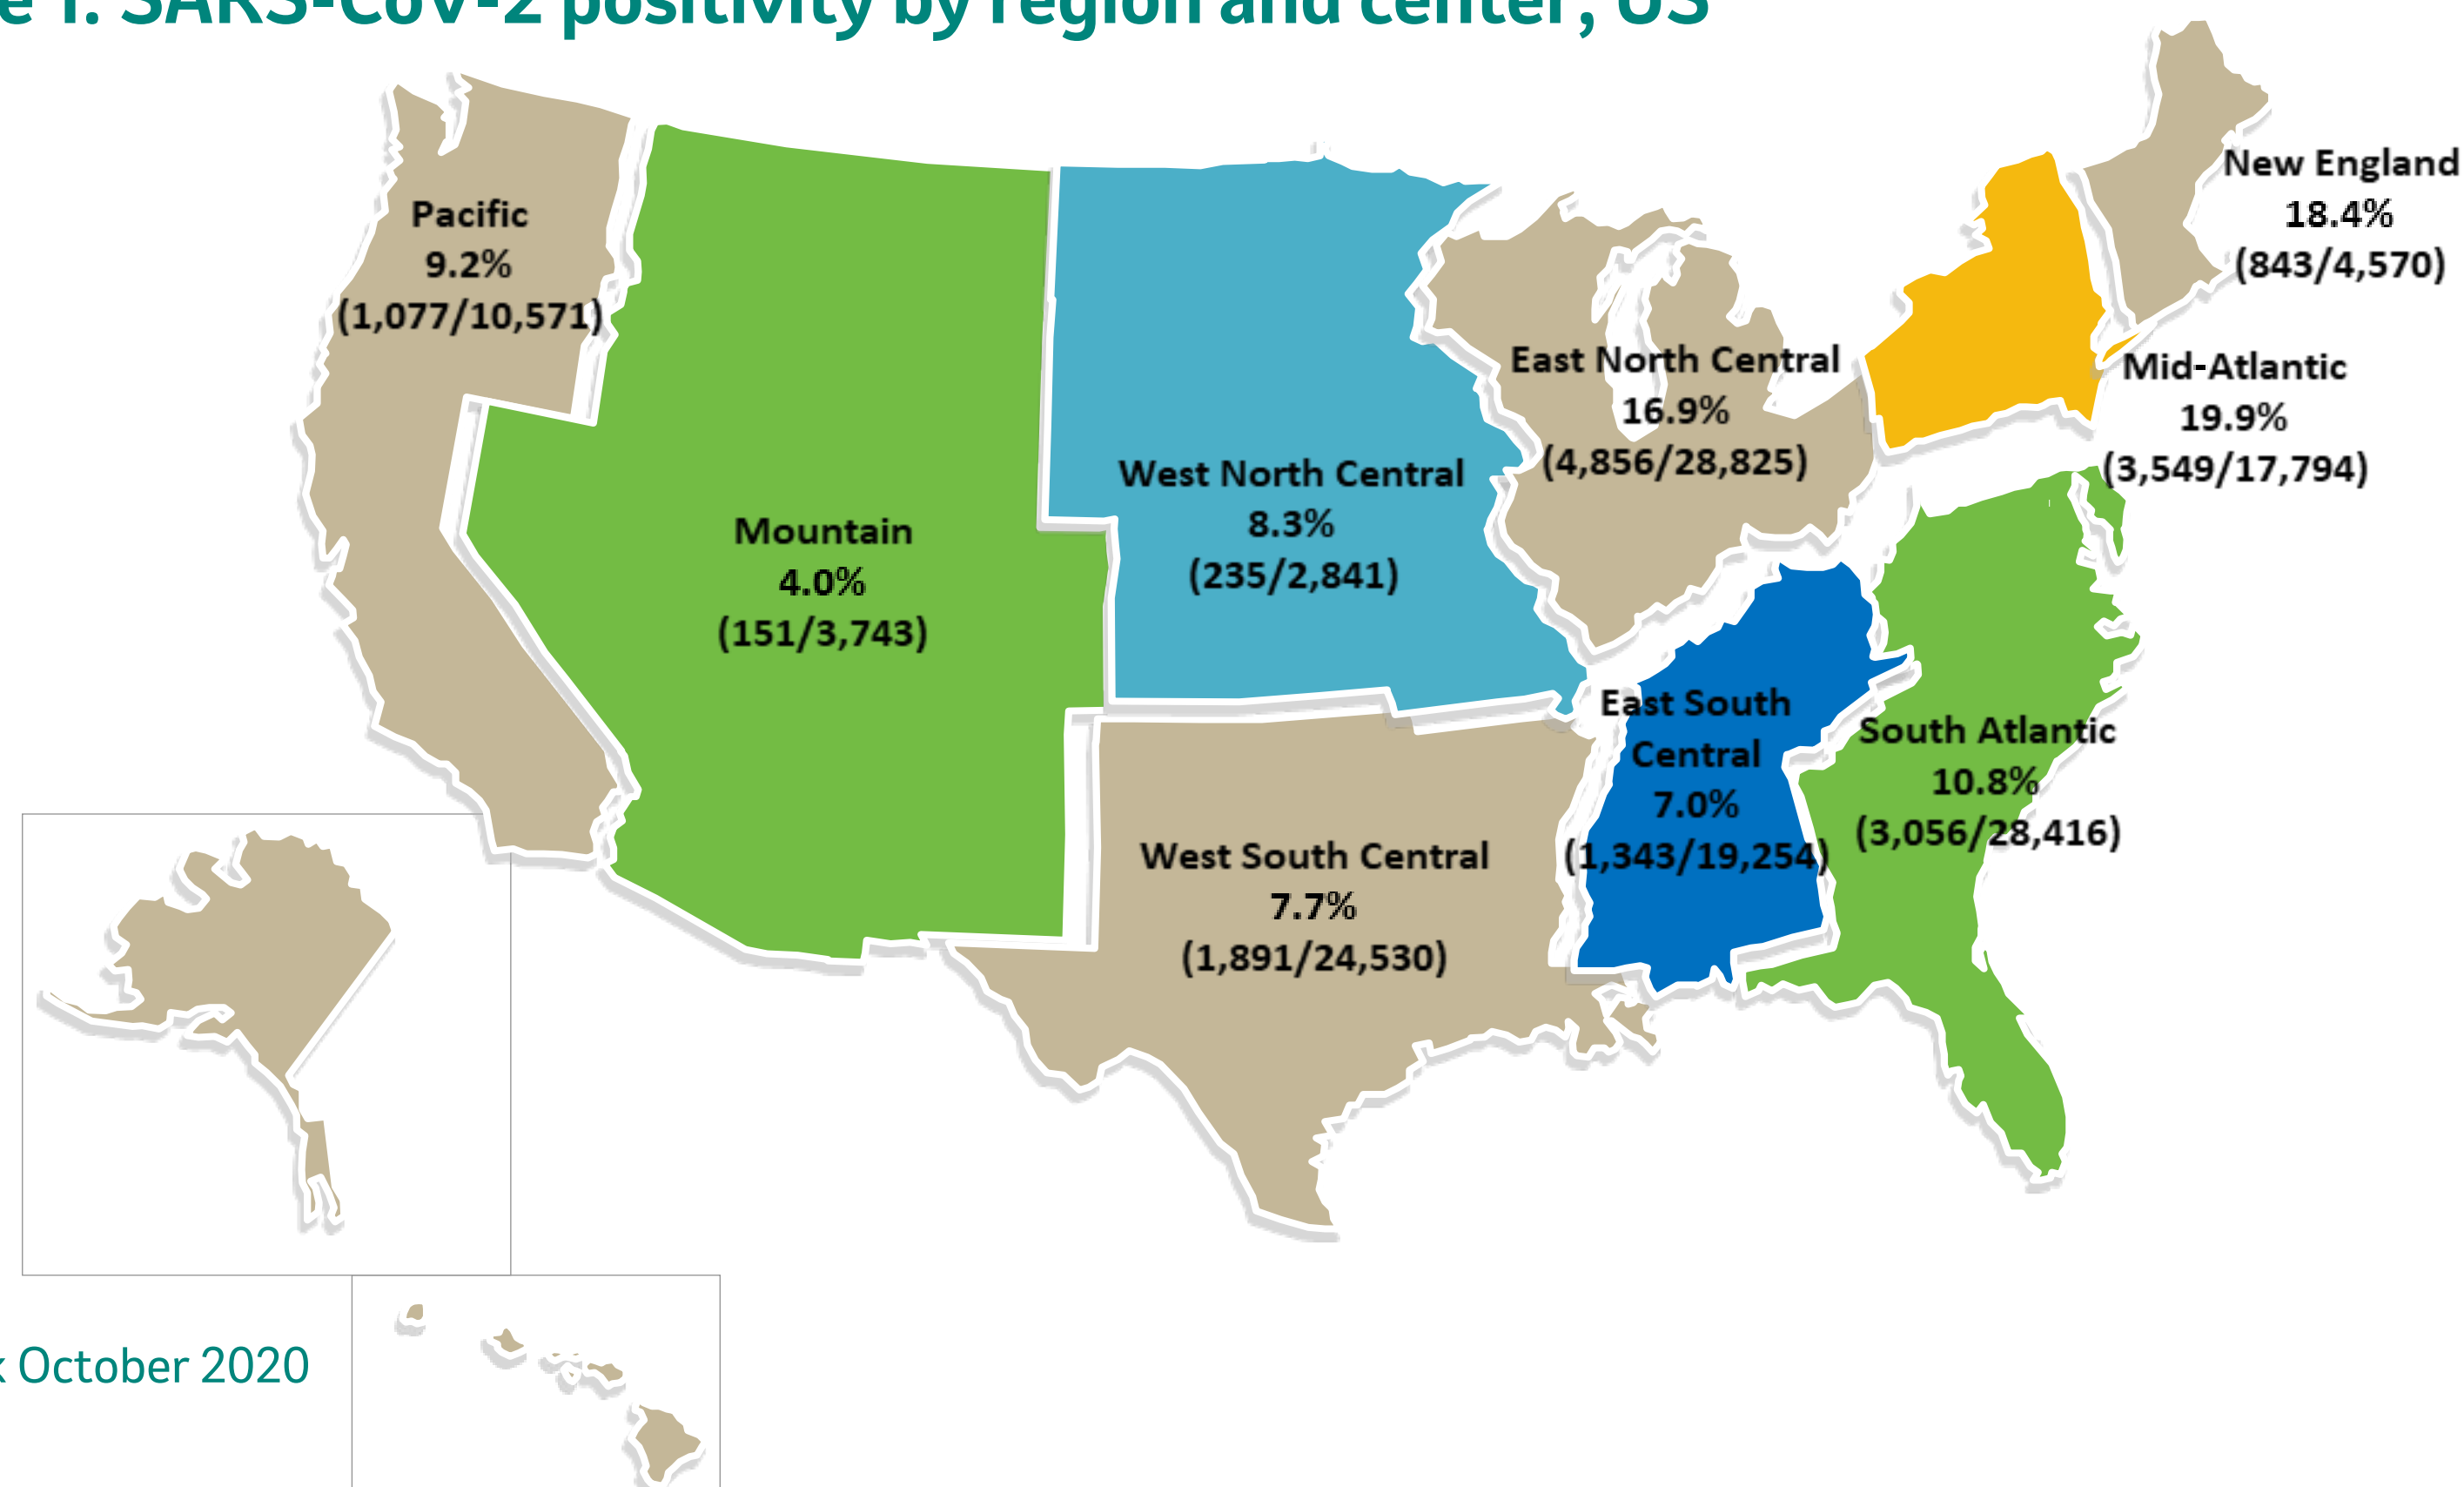 1. SARS-CoV-2 positivity by region and center, US
New England
18.4%
(843/4,570)
Pacific
9.2%
(1,077/10,571)
East North Central
16.9%
(4,856/28,825)
Mid-Atlantic
19.9%
(3,549/17,794)
West North Central
8.3%
(235/2,841)
Mountain
4.0%
(151/3,743)
East South
Central
7.0%
(1,343/19,254)
South Atlantic
10.8%
(3,056/28,416)
West South Central
7.7%
(1,891/24,530)
October 2020